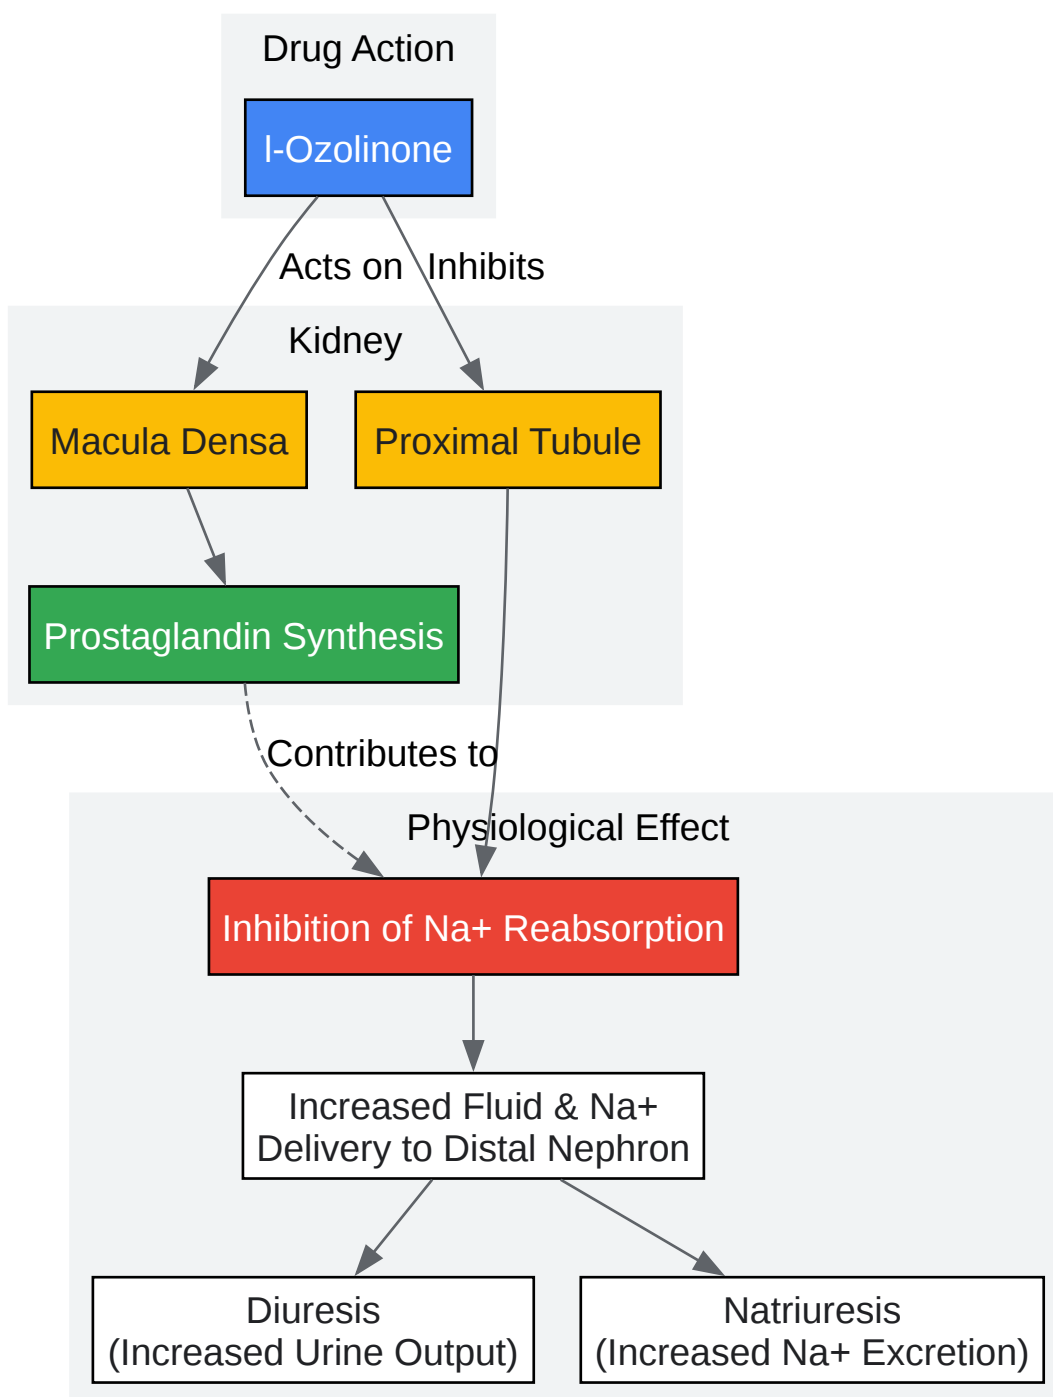 Drug Action
l-Ozolinone
Acts on
Inhibits
Kidney
Macula Densa
Proximal Tubule
Prostaglandin Synthesis
Contributes to
Physiological Effect
Inhibition of Na+ Reabsorption
Increased Fluid & Na+
Delivery to Distal Nephron
Diuresis
(Increased Urine Output)
Natriuresis
(Increased Na+ Excretion)